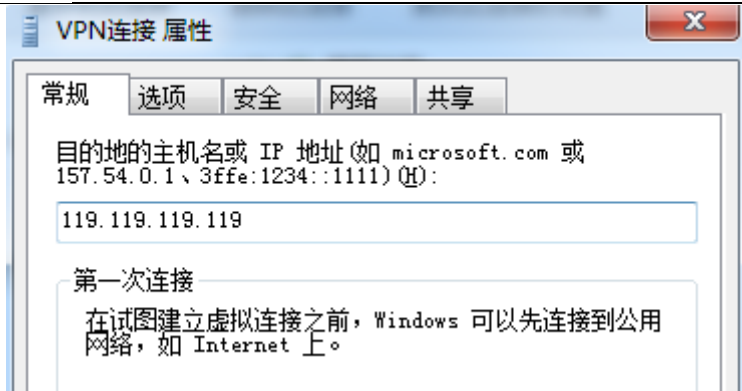 VPN连接 属性
常规 选项 安全 网络 共享
目的地的主机名或 IP 地址(如 microsoft.com 或
157.54.0.1、3ffe:1234::1111)(H):
119.119.119.119
第一次连接
在试图建立虚拟连接之前，Windows 可以先连接到公用
网络，如 Internet 上。